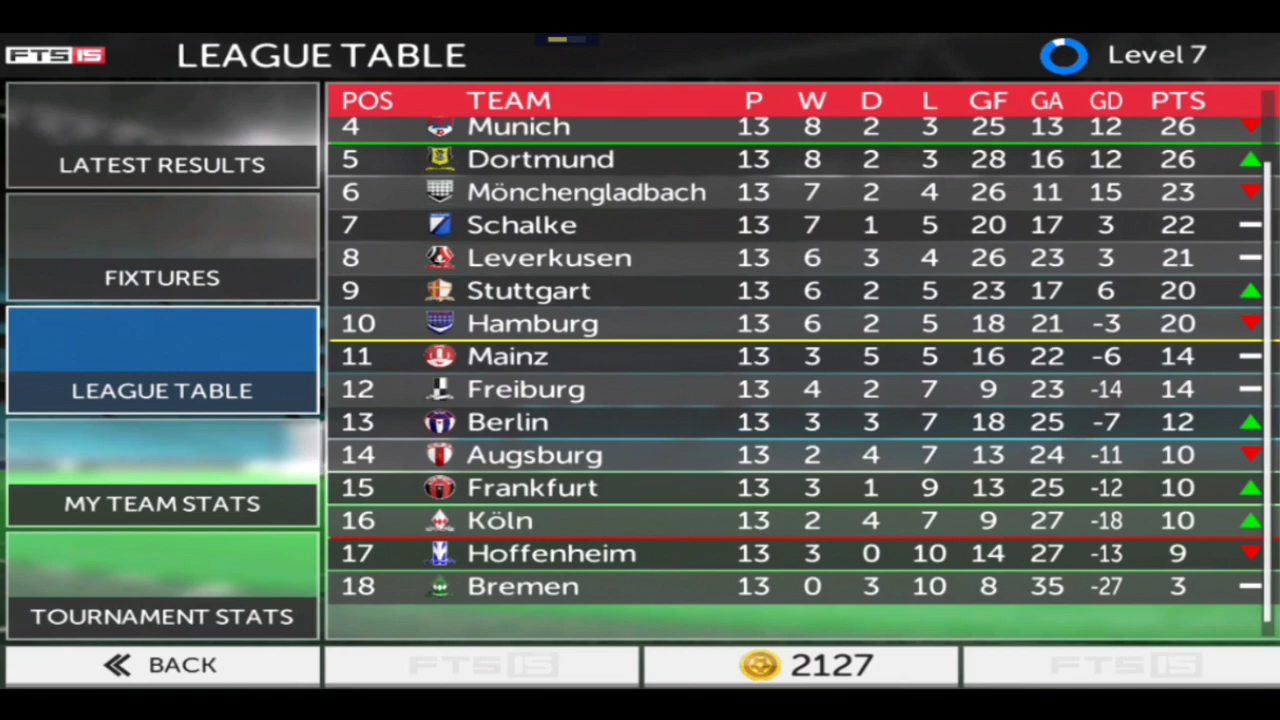 FTS 15 LEAGUE TABLE Level 7
POS TEAM P W D L GF GA GD PTS
4 Munich 13 8 2 3 25 13 12 26
5 Dortmund 13 8 2 3 28 16 12 26
6 Mönchengladbach 13 7 2 4 26 11 15 23
7 Schalke 13 7 1 5 20 17 3 22
8 Leverkusen 13 6 3 4 26 23 3 21
9 Stuttgart 13 6 2 5 23 17 6 20
10 Hamburg 13 6 2 5 18 21 -3 20
11 Mainz 13 3 5 5 16 22 -6 14
12 Freiburg 13 4 2 7 9 23 -14 14
13 Berlin 13 3 3 7 18 25 -7 12
14 Augsburg 13 2 4 7 13 24 -11 10
15 Frankfurt 13 3 1 9 13 25 -12 10
16 Köln 13 2 4 7 9 27 -18 10
17 Hoffenheim 13 3 0 10 14 27 -13 9
18 Bremen 13 0 3 10 8 35 -27 3
LATEST RESULTS
FIXTURES
LEAGUE TABLE
MY TEAM STATS
TOURNAMENT STATS
BACK FTS 15 2127 FTS 15